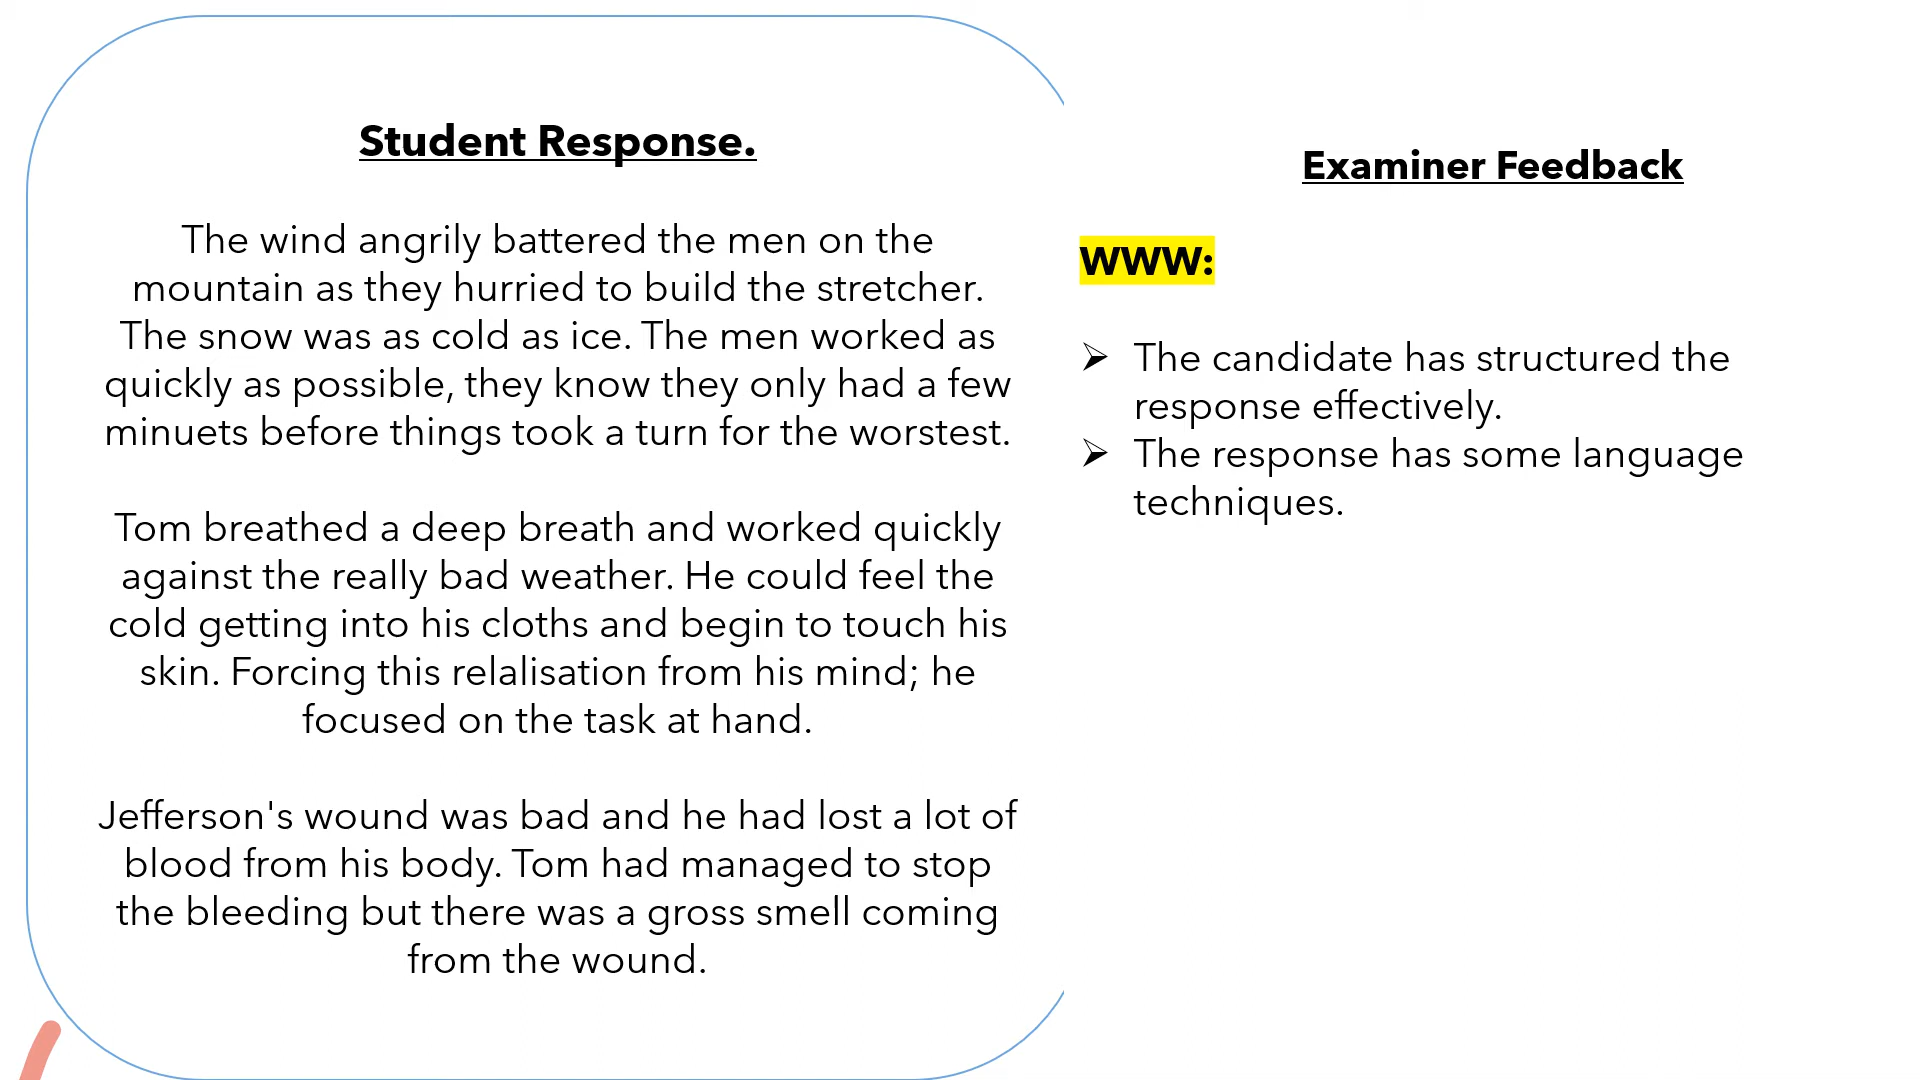 Student Response.
The wind angrily battered the men on the
mountain as they hurried to build the stretcher.
The snow was as cold as ice. The men worked as
quickly as possible, they know they only had a few
minuets before things took a turn for the worstest.
Tom breathed a deep breath and worked quickly
against the really bad weather. He could feel the
cold getting into his cloths and begin to touch his
skin. Forcing this relalisation from his mind; he
focused on the task at hand.
Jefferson's wound was bad and he had lost a lot of
blood from his body. Tom had managed to stop
the bleeding but there was a gross smell coming
from the wound.
Examiner Feedback
WWW:
➢ The candidate has structured the
response effectively.
➢ The response has some language
techniques.